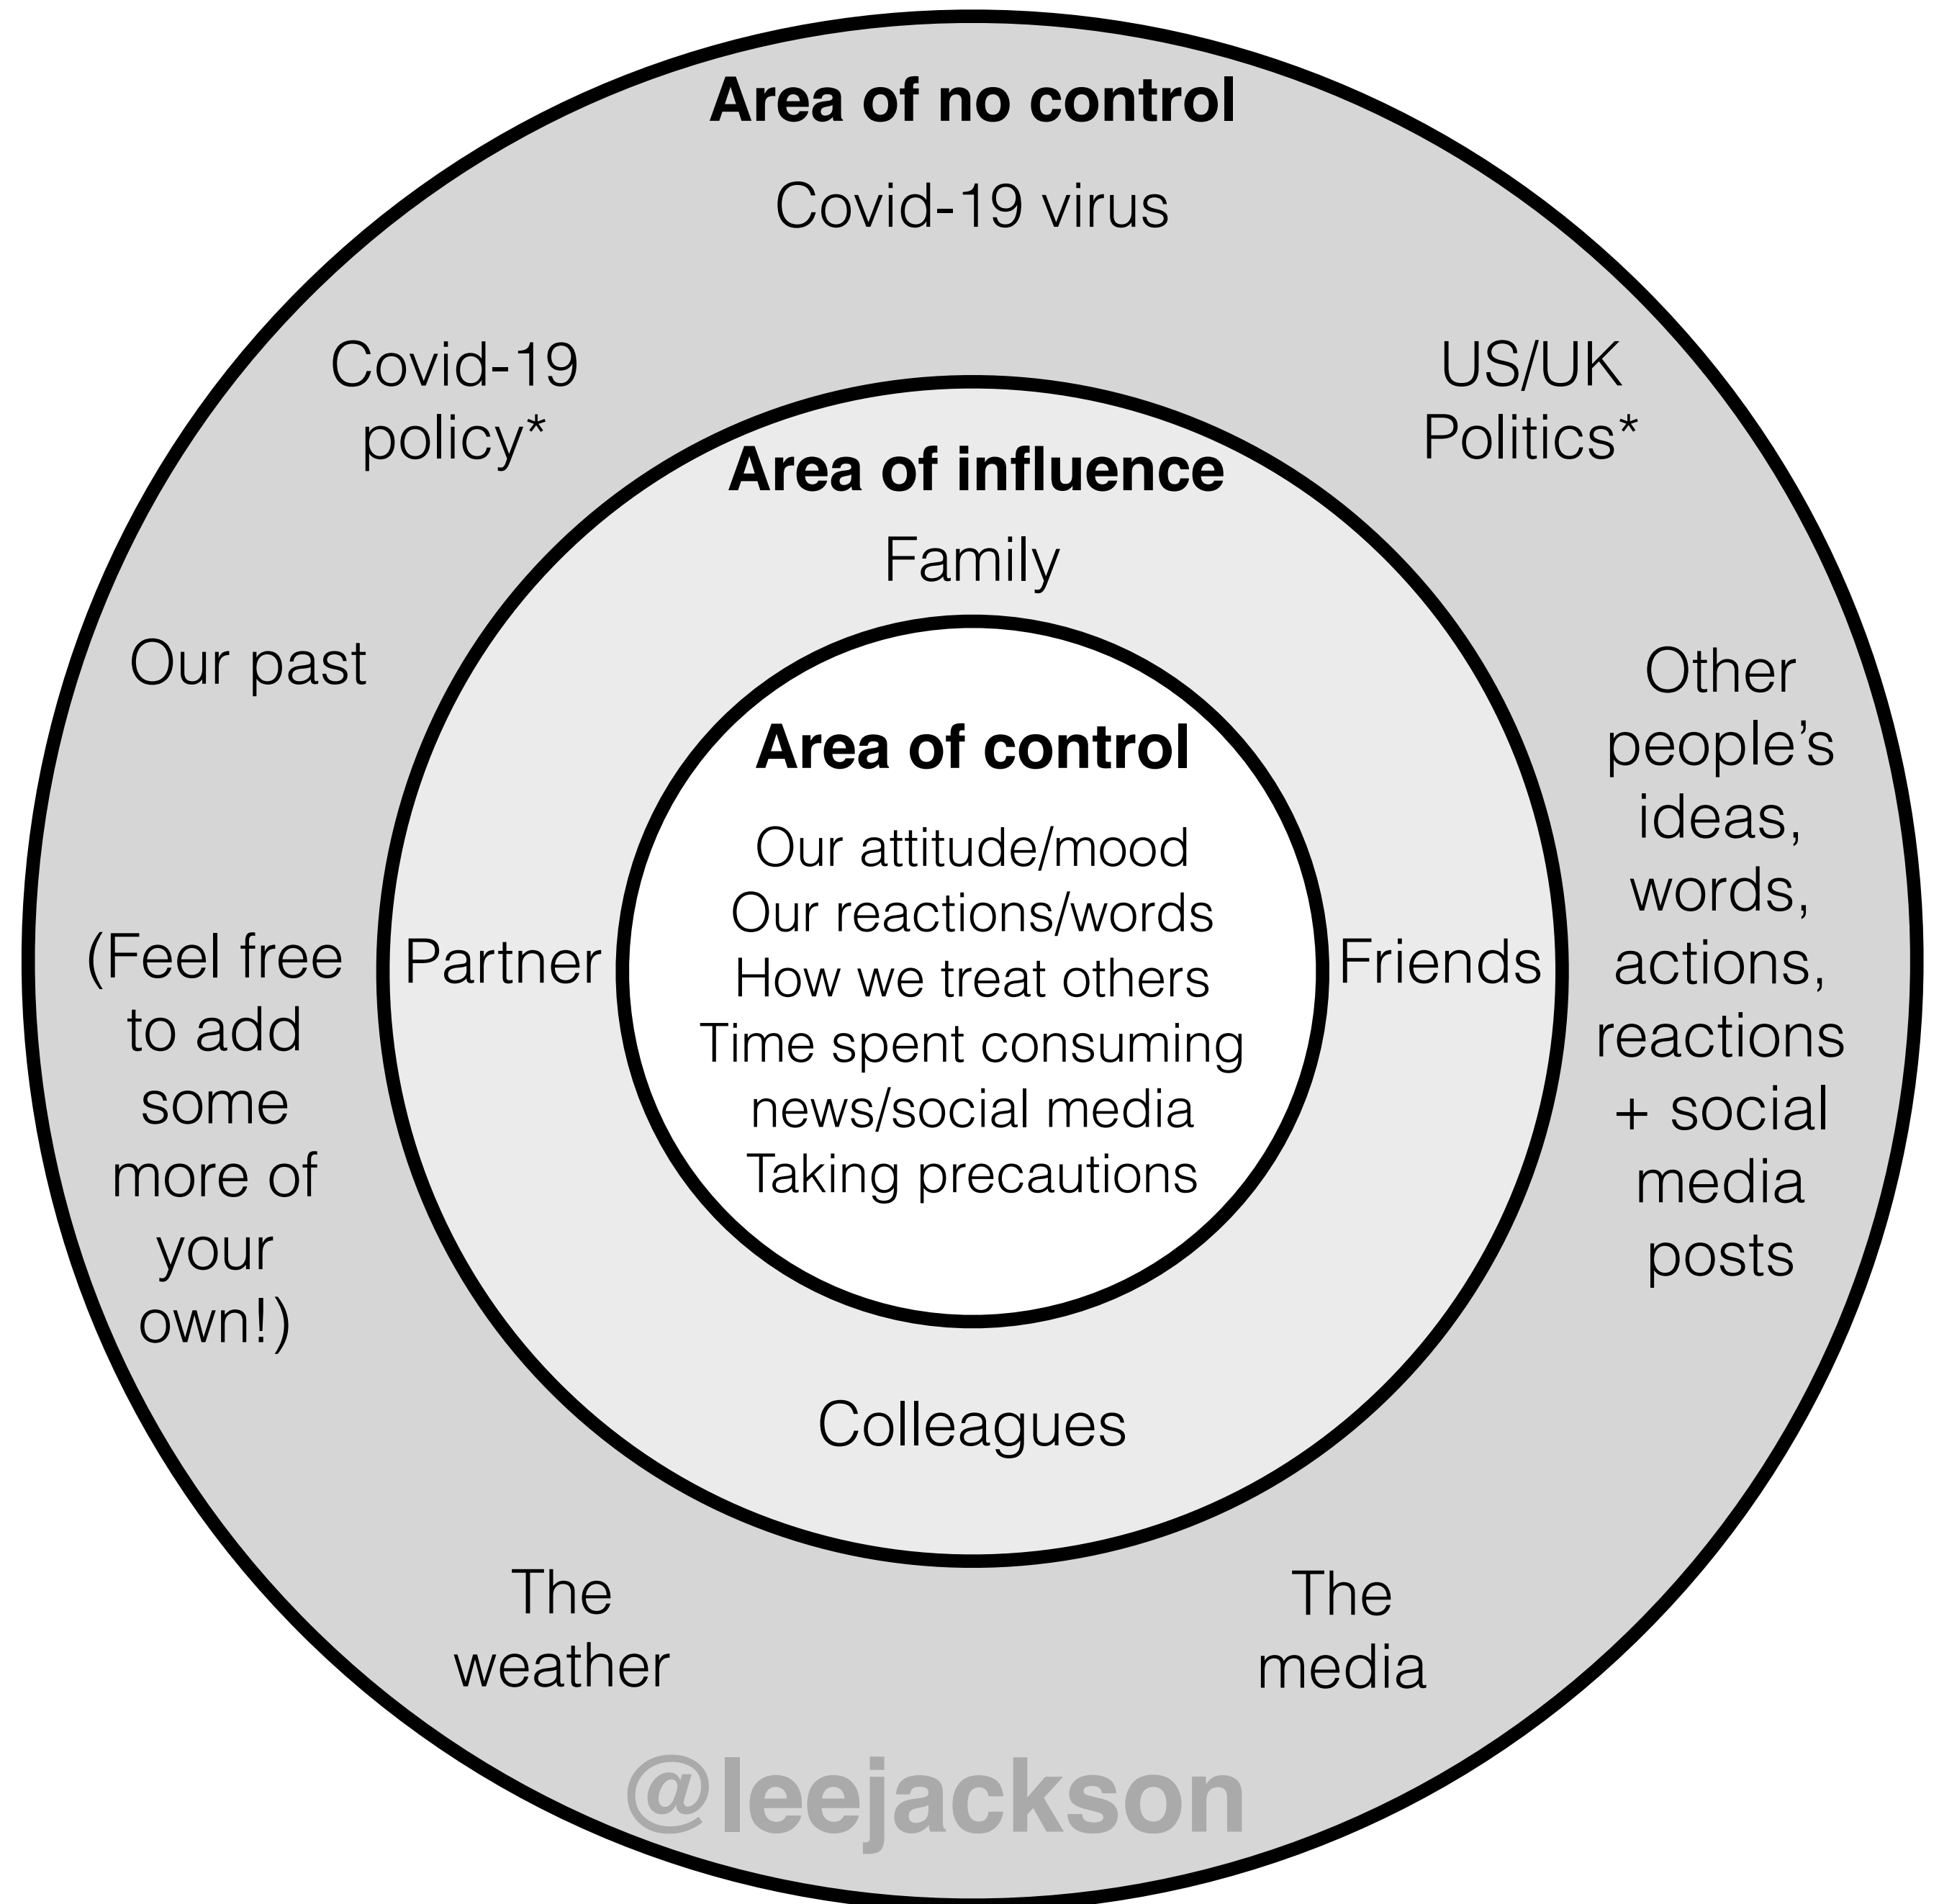 Area of no control
Covid-19 virus
Covid-19
policy*
US/UK
Politics*
Our past
Other
people’s
ideas,
words,
actions,
reactions
+ social
media
posts
(Feel free
to add
some
more of
your
own!)
The
weather
The
media
Area of influence
Family
Partner
Friends
Colleagues
Area of control
Our attitude/mood
Our reactions/words
How we treat others
Time spent consuming
news/social media
Taking precautions
@leejackson